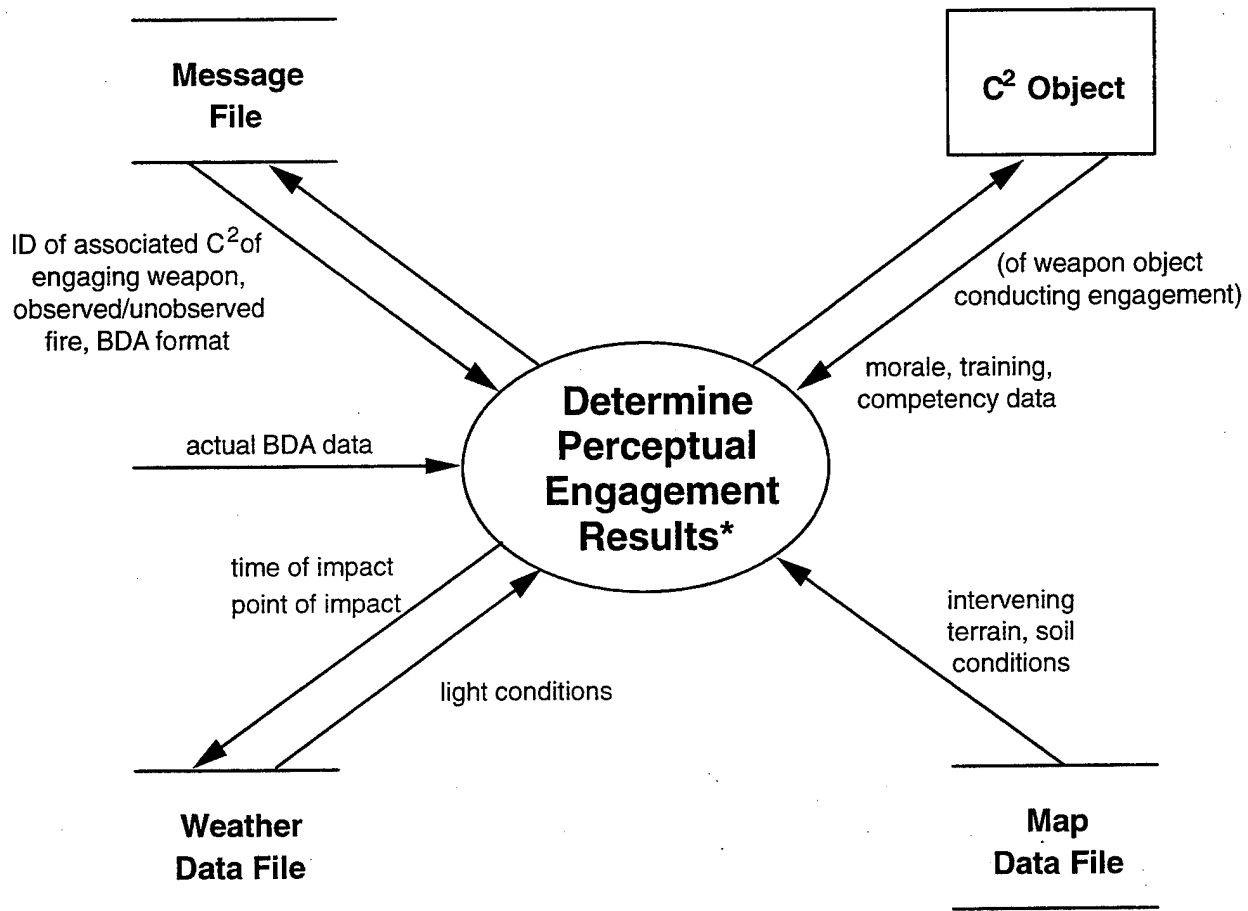 Message
File
C² Object
ID of associated C² of
engaging weapon,
observed/unobserved
fire, BDA format
(of weapon object
conducting engagement)
morale, training,
competency data
Determine
Perceptual
Engagement
Results*
actual BDA data
time of impact
point of impact
light conditions
intervening
terrain, soil
conditions
Weather
Data File
Map
Data File